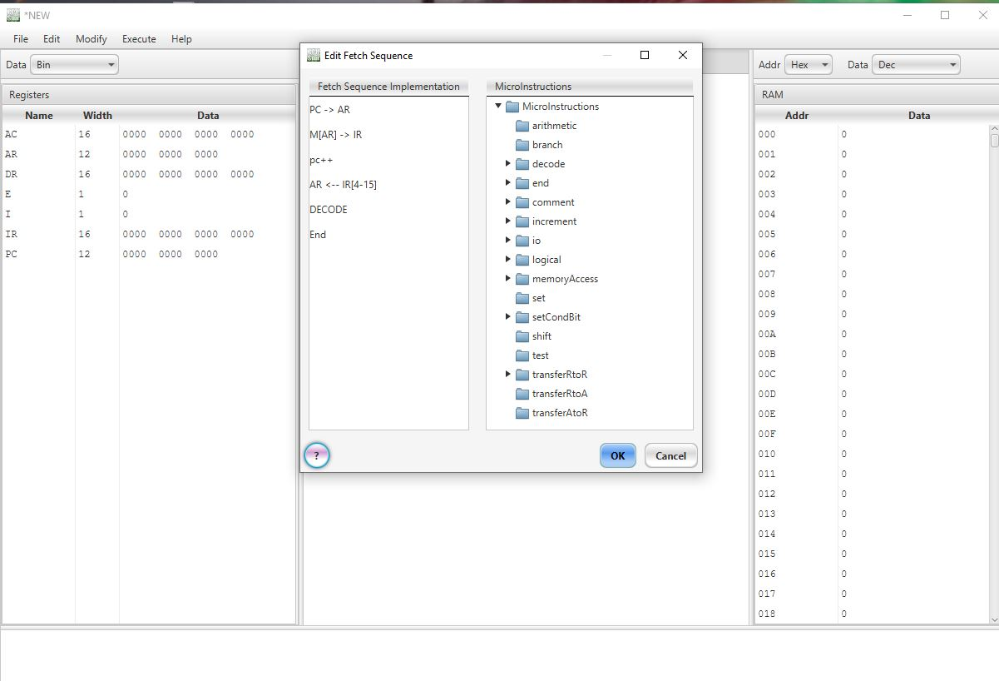 *NEW
File Edit Modify Execute Help
Data Bin
Registers
Name Width Data
AC 16 0000 0000 0000 0000
AR 12 0000 0000 0000
DR 16 0000 0000 0000 0000
E 1 0
I 1 0
IR 16 0000 0000 0000 0000
PC 12 0000 0000 0000
Edit Fetch Sequence
Fetch Sequence Implementation
PC -> AR
M[AR] -> IR
pc++
AR <-- IR[4-15]
DECODE
End
MicroInstructions
MicroInstructions
arithmetic
branch
decode
end
comment
increment
io
logical
memoryAccess
set
setCondBit
shift
test
transferRtoR
transferRtoA
transferAtoR
?
OK Cancel
Addr Hex Data Dec
RAM
Addr Data
000 0
001 0
002 0
003 0
004 0
005 0
006 0
007 0
008 0
009 0
00A 0
00B 0
00C 0
00D 0
00E 0
00F 0
010 0
011 0
012 0
013 0
014 0
015 0
016 0
017 0
018 0